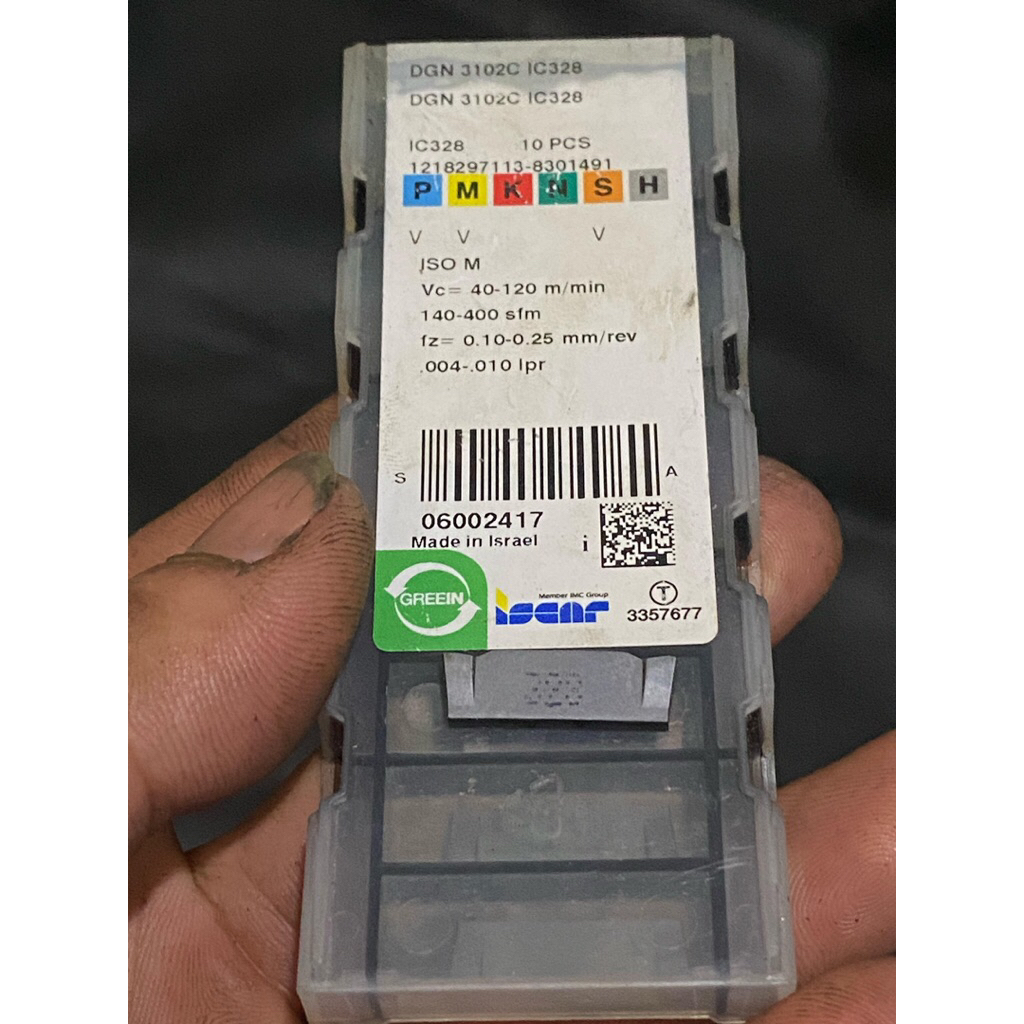 DGN 3102C IC328
DGN 3102C IC328
IC328 10 PCS
1218297113-8301491
P M K N S H
V V V
ISO M
Vc= 40-120 m/min
140-400 sfm
fz= 0.10-0.25 mm/rev
.004-.010 Ipr
S A
06002417
Made in Israel i
GREEIN
Member IMC Group
iscar
T
3357677